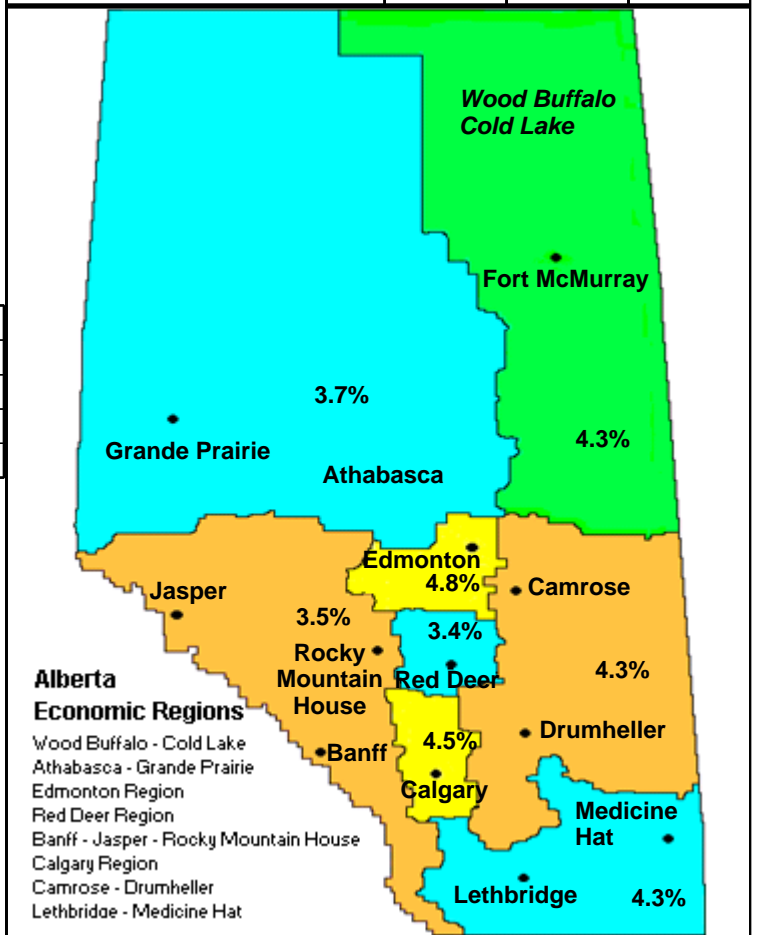 Wood Buffalo
Cold Lake
Fort McMurray
3.7%
4.3%
Grande Prairie
Athabasca
Edmonton
4.8%
Camrose
Jasper
3.5%
3.4%
Rocky
Mountain
House
Red Deer
4.3%
Drumheller
Banff
4.5%
Calgary
Medicine
Hat
Lethbridge
4.3%
Alberta
Economic Regions
Wood Buffalo - Cold Lake
Athabasca - Grande Prairie
Edmonton Region
Red Deer Region
Banff - Jasper - Rocky Mountain House
Calgary Region
Camrose - Drumheller
Lethbridge - Medicine Hat